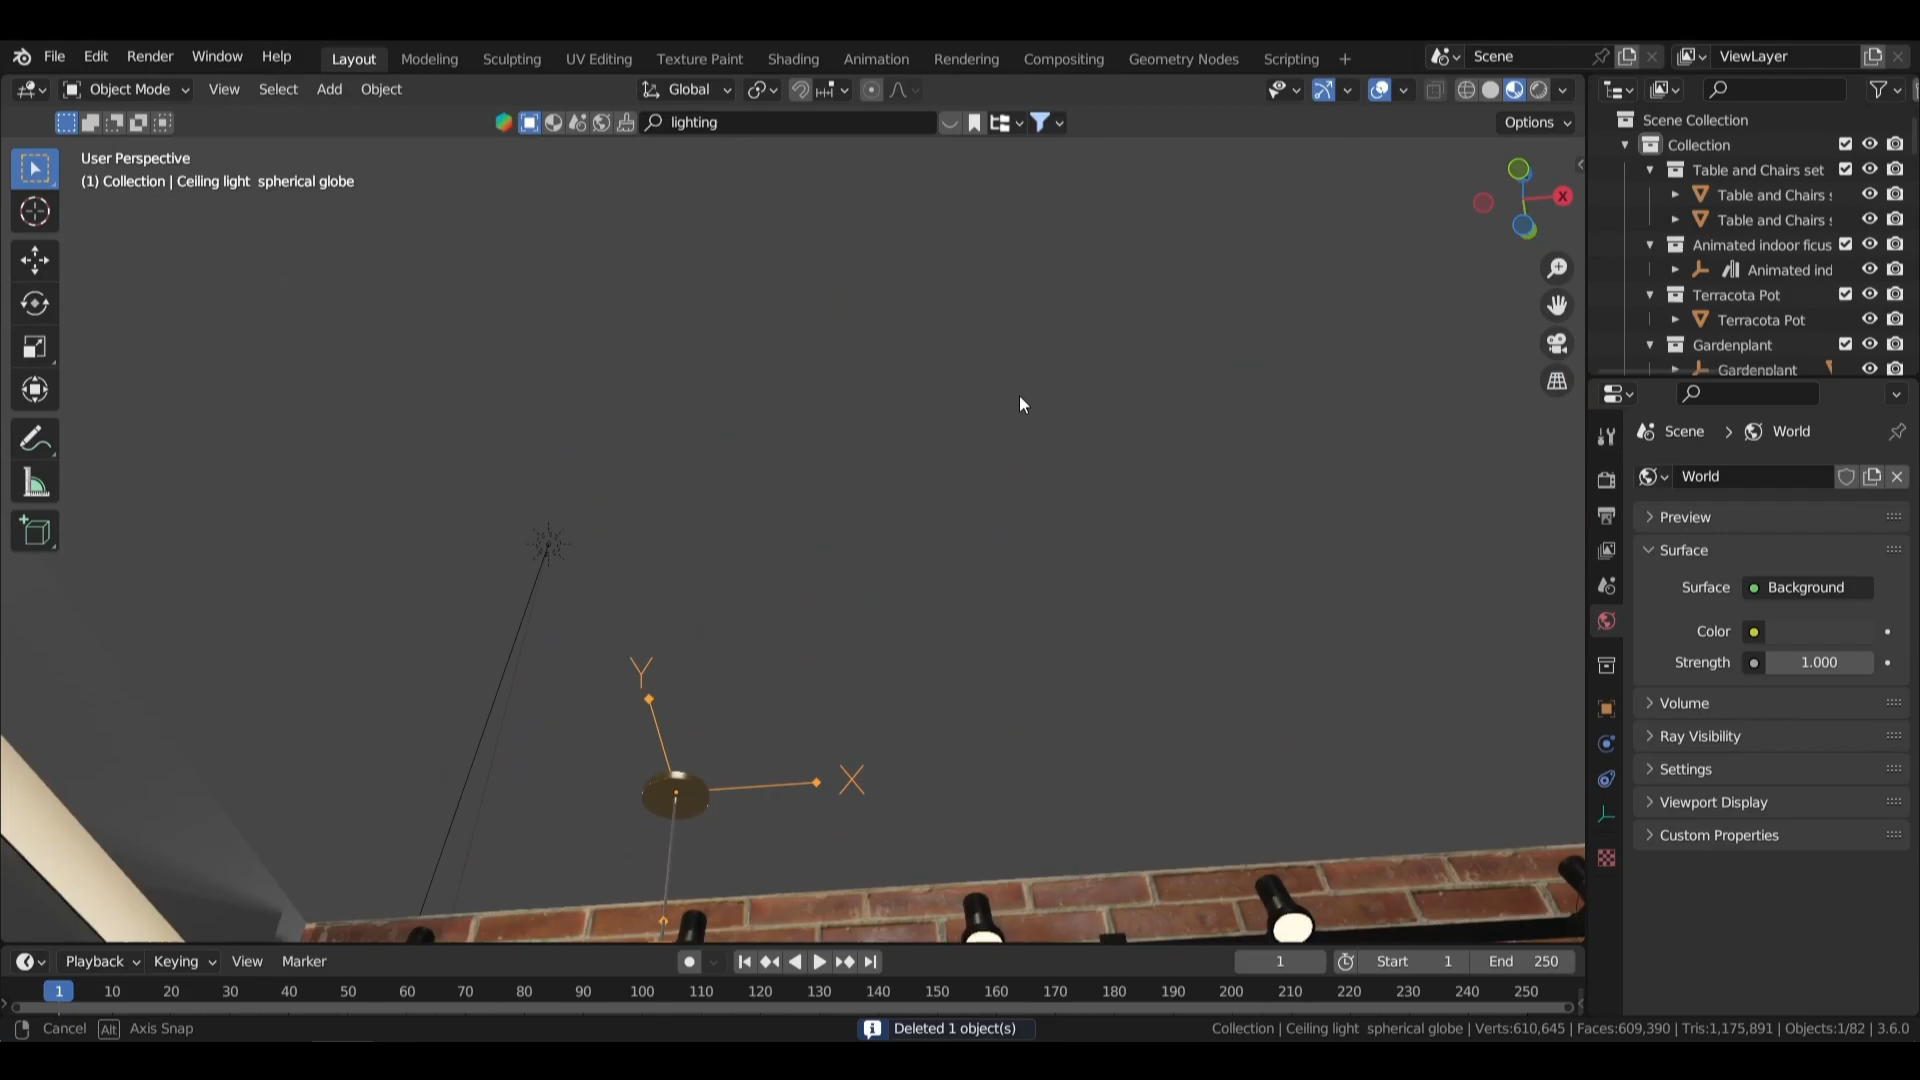 File Edit Render Window Help Layout Modeling Sculpting UV Editing Texture Paint Shading Animation Rendering Compositing Geometry Nodes Scripting + Scene ViewLayer
Object Mode View Select Add Object Global
lighting Options
User Perspective
(1) Collection | Ceiling light spherical globe
X
Y
X
Scene Collection
Collection
Table and Chairs set
Table and Chairs s
Table and Chairs s
Animated indoor ficus
Animated ind
Terracota Pot
Terracota Pot
Gardenplant
Gardenplant
Scene > World
World
Preview
Surface
Surface Background
Color
Strength 1.000
Volume
Ray Visibility
Settings
Viewport Display
Custom Properties
Playback Keying View Marker 1 Start 1 End 250
1 10 20 30 40 50 60 70 80 90 100 110 120 130 140 150 160 170 180 190 200 210 220 230 240 250
Cancel Alt Axis Snap Deleted 1 object(s) Collection | Ceiling light spherical globe | Verts:610,645 | Faces:609,390 | Tris:1,175,891 | Objects:1/82 | 3.6.0